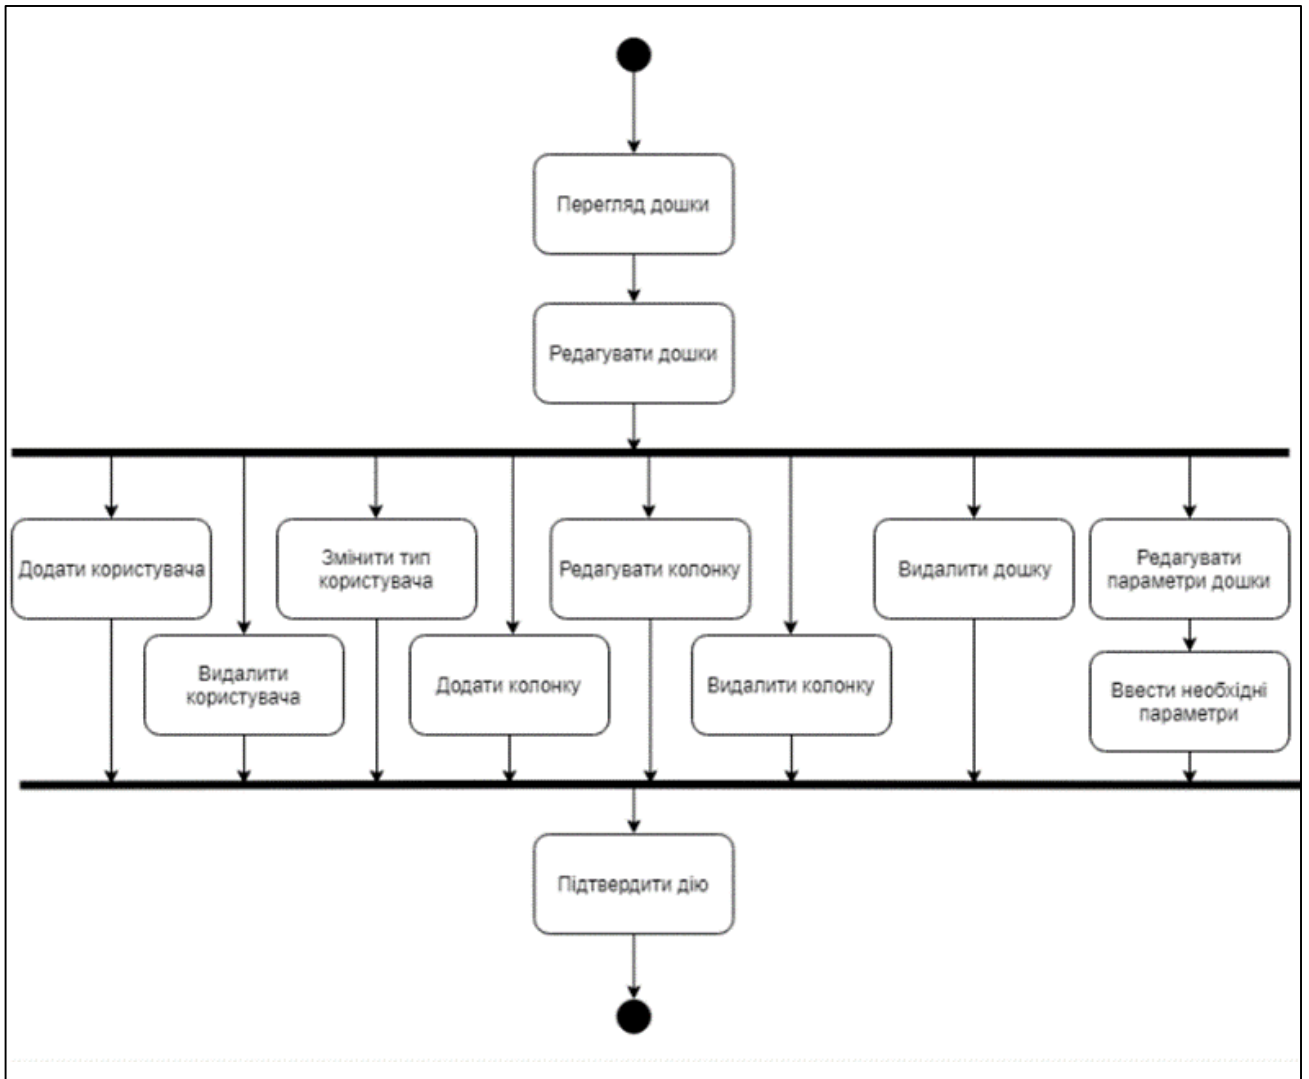 Перегляд дошки
Редагувати дошки
Додати користувача
Змінити тип
користувача
Редагувати колонку
Видалити дошку
Редагувати
параметри дошки
Видалити
користувача
Додати колонку
Видалити колонку
Ввести необхідні
параметри
Підтвердити дію